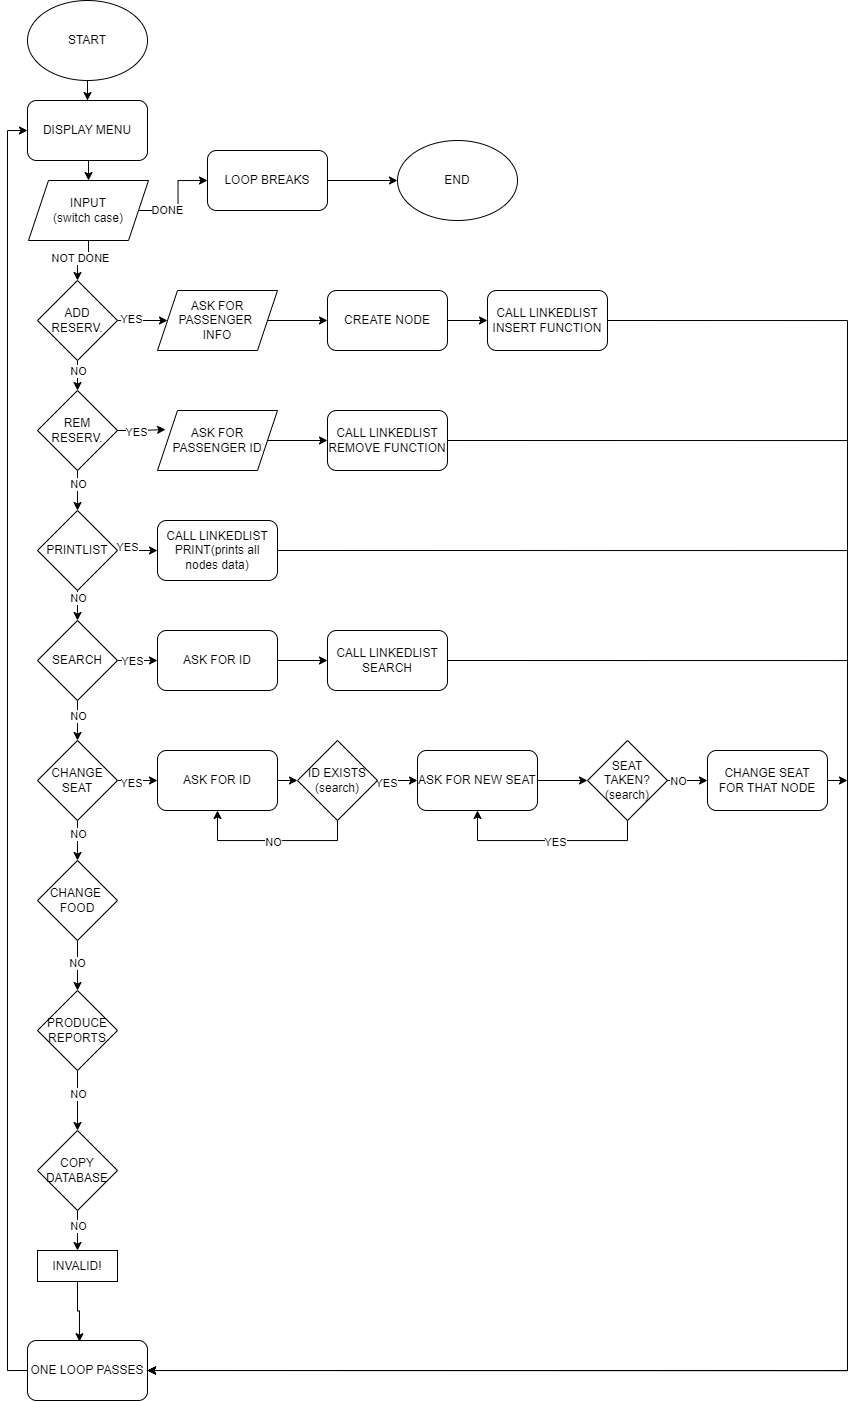 START
DISPLAY MENU
INPUT
(switch case)
DONE
LOOP BREAKS
END
NOT DONE
ADD
RESERV.
YES
ASK FOR
PASSENGER
INFO
CREATE NODE
CALL LINKEDLIST
INSERT FUNCTION
NO
REM
RESERV.
YES
ASK FOR
PASSENGER ID
CALL LINKEDLIST
REMOVE FUNCTION
NO
PRINTLIST
YES
CALL LINKEDLIST
PRINT(prints all
nodes data)
NO
SEARCH
YES
ASK FOR ID
CALL LINKEDLIST
SEARCH
NO
CHANGE
SEAT
YES
ASK FOR ID
ID EXISTS
(search)
YES
ASK FOR NEW SEAT
SEAT
TAKEN?
(search)
NO
CHANGE SEAT
FOR THAT NODE
NO
YES
NO
CHANGE
FOOD
NO
PRODUCE
REPORTS
NO
COPY
DATABASE
NO
INVALID!
ONE LOOP PASSES